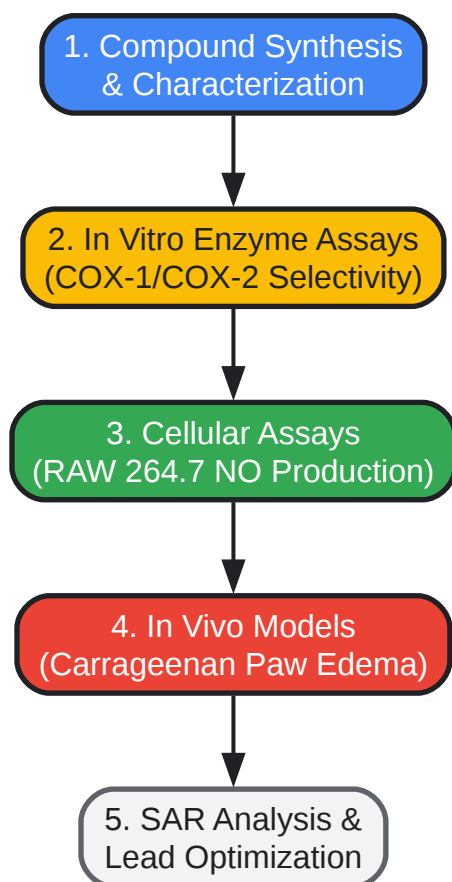 1. Compound Synthesis
& Characterization
2. In Vitro Enzyme Assays
(COX-1/COX-2 Selectivity)
3. Cellular Assays
(RAW 264.7 NO Production)
4. In Vivo Models
(Carrageenan Paw Edema)
5. SAR Analysis &
Lead Optimization